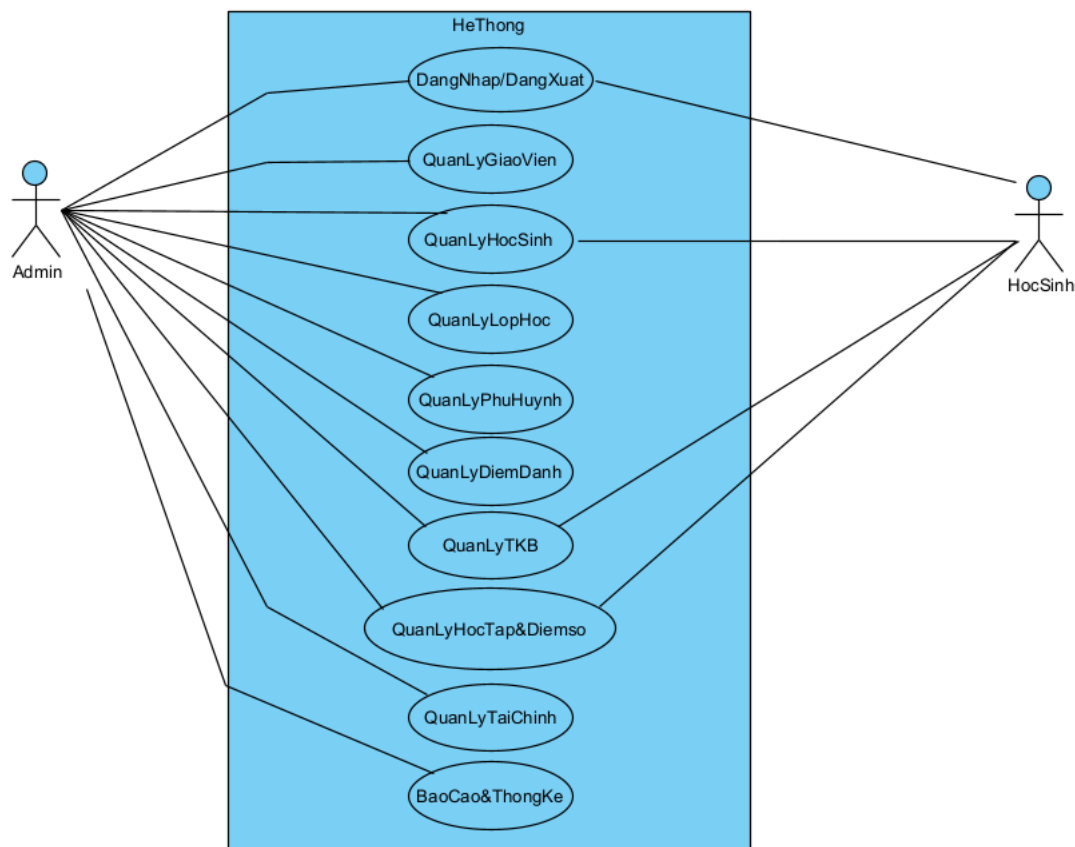 HeThong
DangNhap/DangXuat
QuanLyGiaoVien
QuanLyHocSinh
Admin
HocSinh
QuanLyLopHoc
QuanLyPhuHuynh
QuanLyDiemDanh
QuanLyTKB
QuanLyHocTap&Diemso
QuanLyTaiChinh
BaoCao&ThongKe